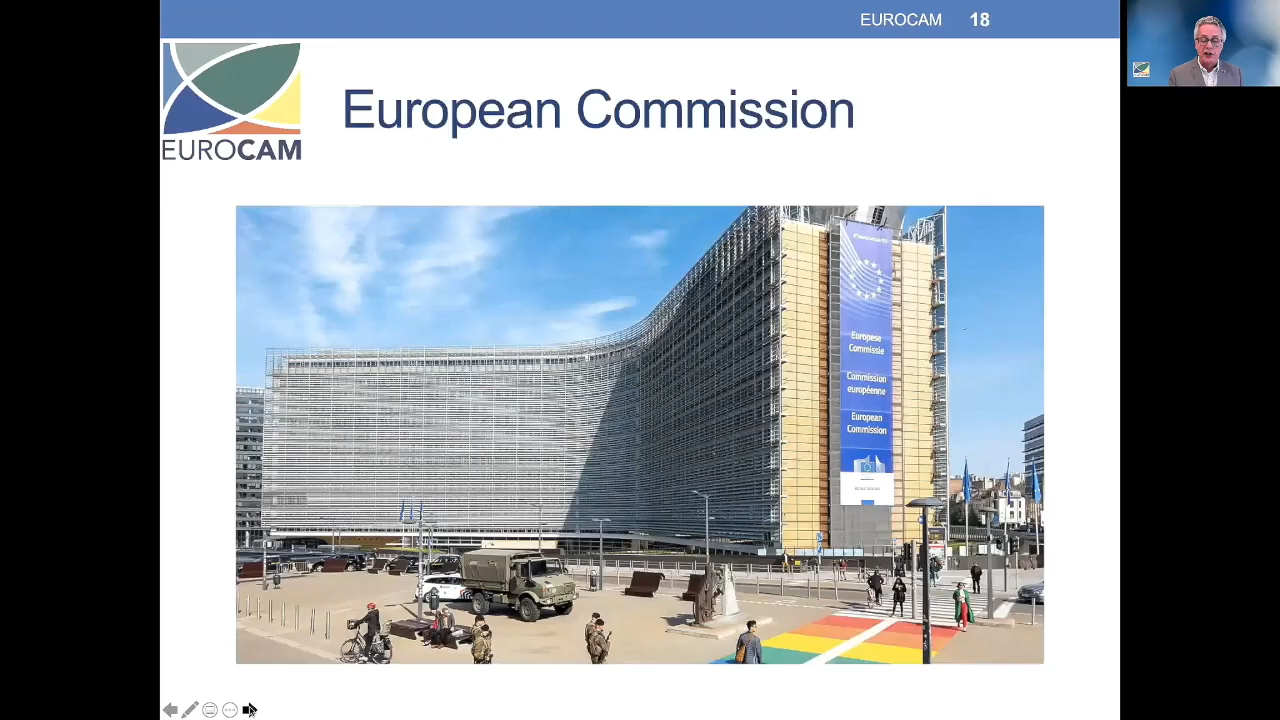 EUROCAM 18
EUROCAM
European Commission
Europese
Commissie
Commission
européenne
European
Commission